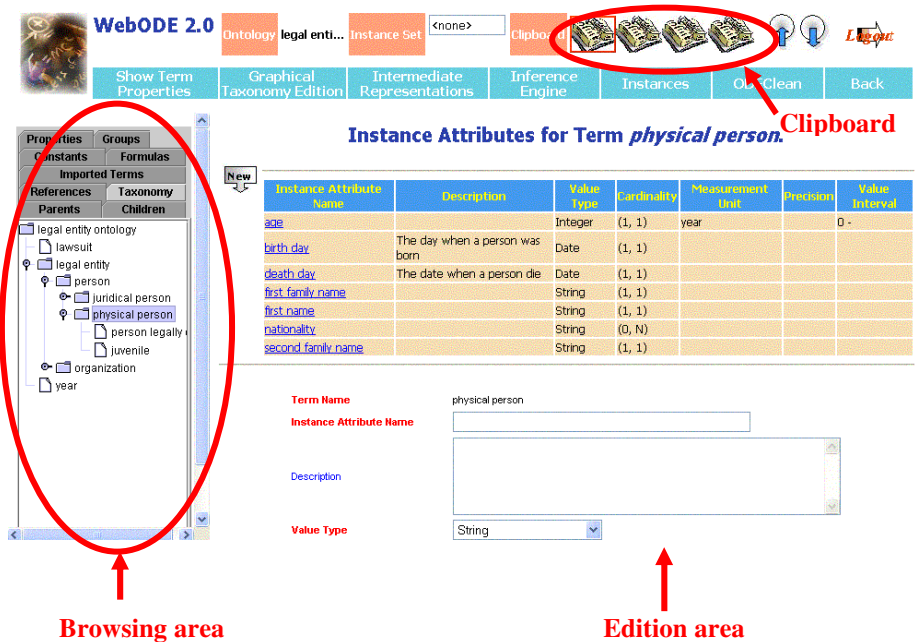 WebODE 2.0
Ontology legal enti... Instance Set <none> Clipboard Logout
Show Term Properties Graphical Taxonomy Edition Intermediate Representations Inference Engine Instances ODEClean Back
Clipboard
Properties Groups
Constants Formulas
Imported Terms
References Taxonomy
Parents Children
legal entity ontology
lawsuit
legal entity
person
juridical person
physical person
person legally
juvenile
organization
year
Instance Attributes for Term physical person.
New
Instance Attribute Name Description Value Type Cardinality Measurement Unit Precision Value Interval
age Integer (1, 1) year 0 -
birth day The day when a person was born Date (1, 1)
death day The date when a person die Date (1, 1)
first family name String (1, 1)
first name String (1, 1)
nationality String (0, N)
second family name String (1, 1)
Term Name physical person
Instance Attribute Name
Description
Value Type String
Browsing area
Edition area